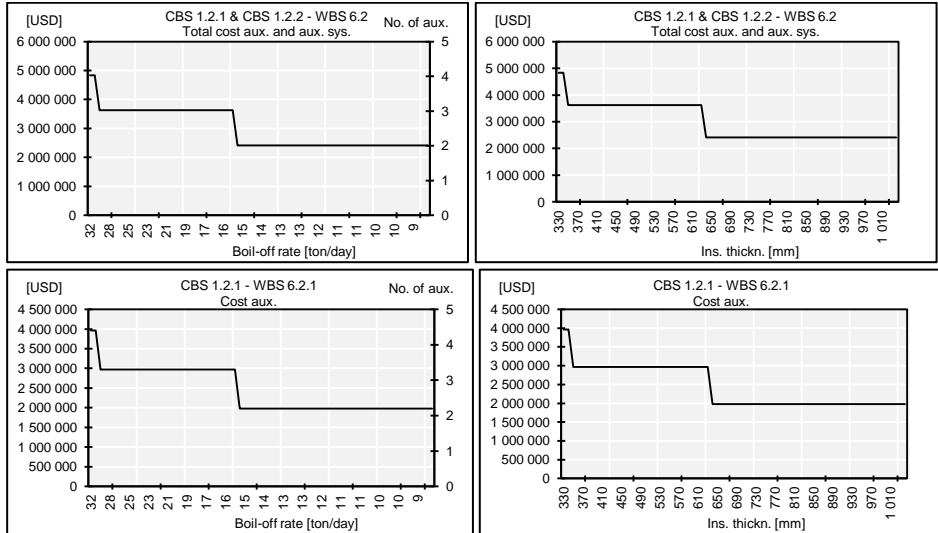 [USD] CBS 1.2.1 & CBS 1.2.2 - WBS 6.2 No. of aux.
Total cost aux. and aux. sys.
6 000 000
5 000 000
4 000 000
3 000 000
2 000 000
1 000 000
0
5
4
3
2
1
0
32 28 25 23 21 19 17 16 15 14 13 13 12 11 11 10 10 9
Boil-off rate [ton/day]
[USD] CBS 1.2.1 & CBS 1.2.2 - WBS 6.2
Total cost aux. and aux. sys.
6 000 000
5 000 000
4 000 000
3 000 000
2 000 000
1 000 000
0
330 370 410 450 490 530 570 610 650 690 730 770 810 850 890 930 970 1 010
Ins. thickn. [mm]
[USD] CBS 1.2.1 - WBS 6.2.1 No. of aux.
Cost aux.
4 500 000
4 000 000
3 500 000
3 000 000
2 500 000
2 000 000
1 500 000
1 000 000
500 000
0
5
4
3
2
1
0
32 28 25 23 21 19 17 16 15 14 13 13 12 11 11 10 10 9
Boil-off rate [ton/day]
[USD] CBS 1.2.1 - WBS 6.2.1
Cost aux.
4 500 000
4 000 000
3 500 000
3 000 000
2 500 000
2 000 000
1 500 000
1 000 000
500 000
0
330 370 410 450 490 530 570 610 650 690 730 770 810 850 890 930 970 1 010
Ins. thickn. [mm]